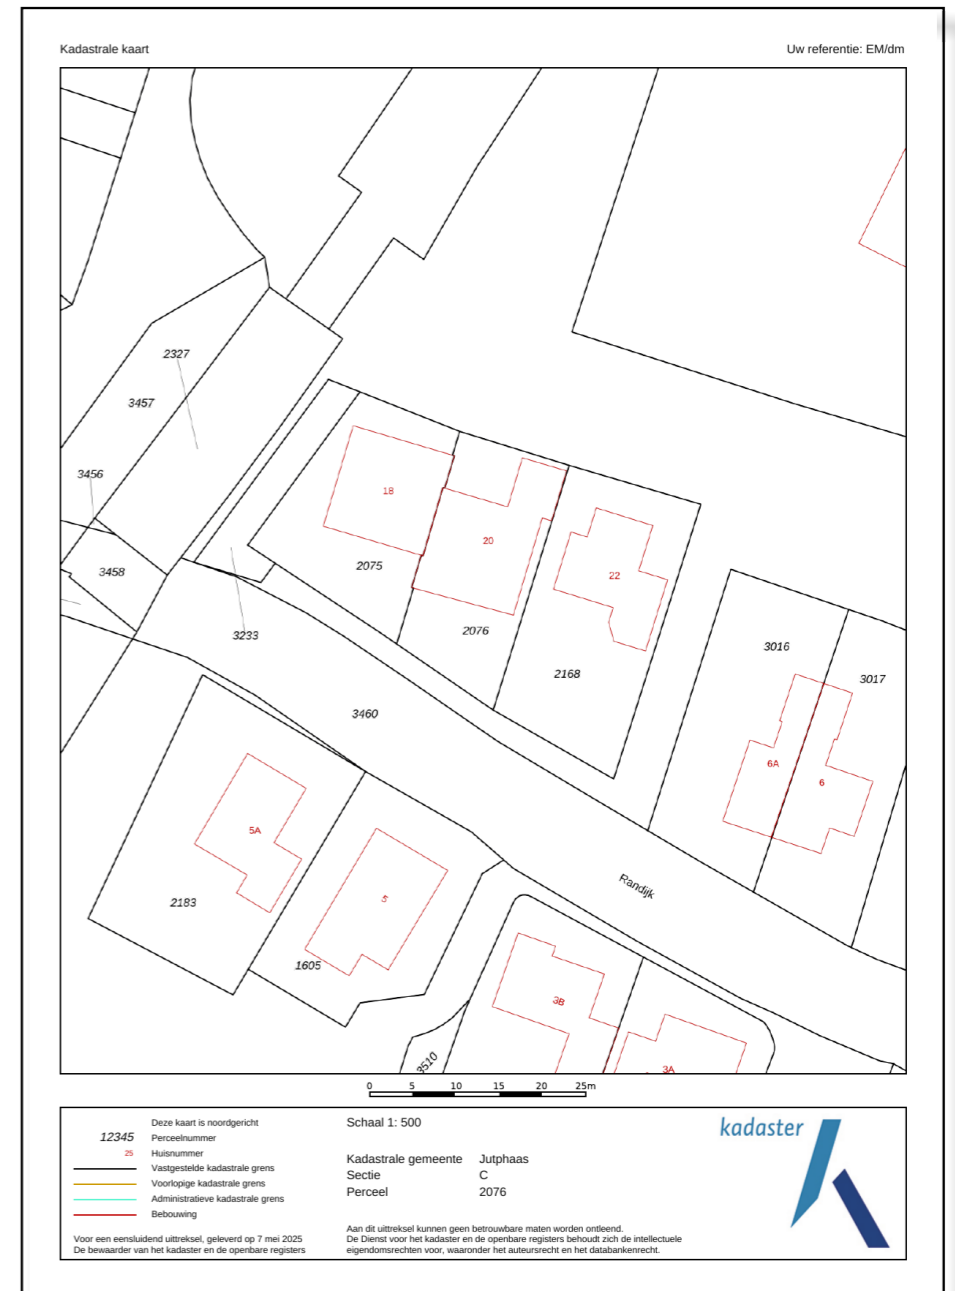 Kadastrale kaart
Uw referentie: EM/dm
2327
3457
3456
3458
3233
18
20
22
2075
2076
2168
3016
3017
3460
6A
6
5A
5
2183
1605
Randijk
3B
3A
3510
0 5 10 15 20 25m
Deze kaart is noordgericht
12345 Perceelnummer
25 Huisnummer
Vastgestelde kadastrale grens
Voorlopige kadastrale grens
Administratieve kadastrale grens
Bebouwing
Voor een eensluidend uittreksel, geleverd op 7 mei 2025
De bewaarder van het kadaster en de openbare registers
Schaal 1: 500
Kadastrale gemeente Jutphaas
Sectie C
Perceel 2076
Aan dit uittreksel kunnen geen betrouwbare maten worden ontleend.
De Dienst voor het kadaster en de openbare registers behoudt zich de intellectuele
eigendomsrechten voor, waaronder het auteursrecht en het databankenrecht.
kadaster